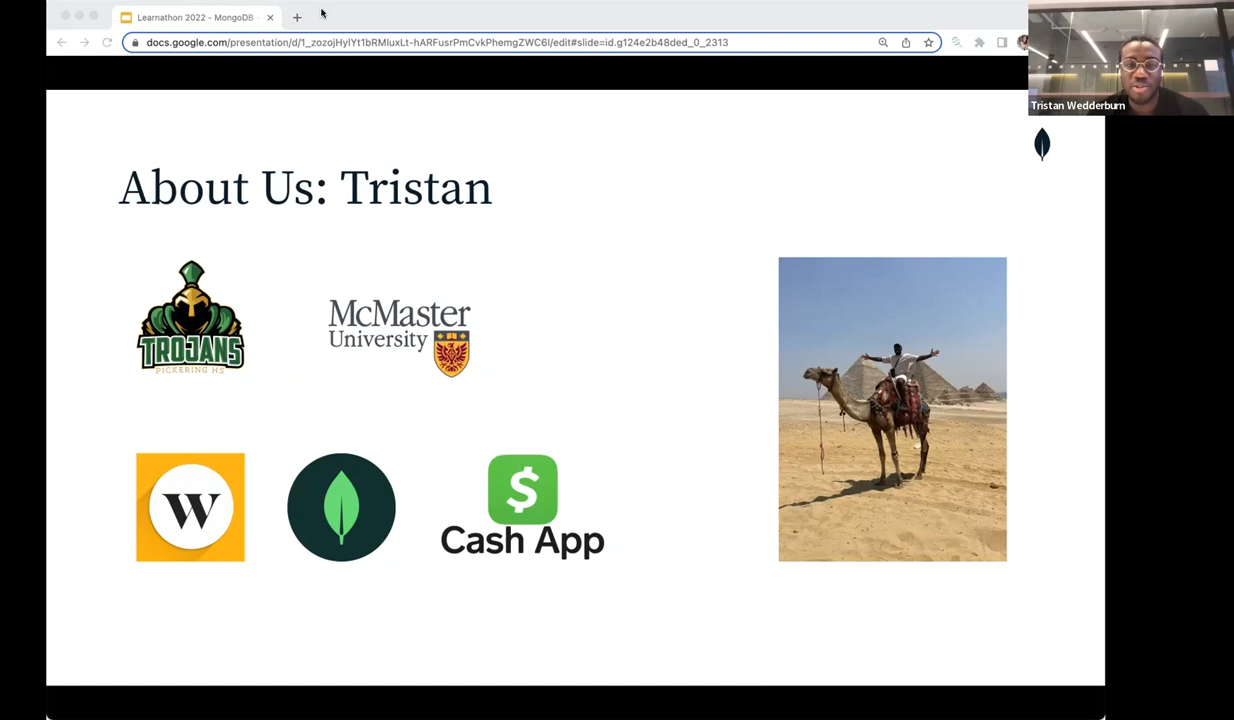 Learnathon 2022 - MongoDB
docs.google.com/presentation/d/1_zozojHylYt1bRMluxLt-hARFusrPmCvkPhemgZWC6I/edit#slide=id.g124e2b48ded_0_2313
Tristan Wedderburn
About Us: Tristan
TROJANS
PICKERING HS
McMaster
University
W
$
Cash App